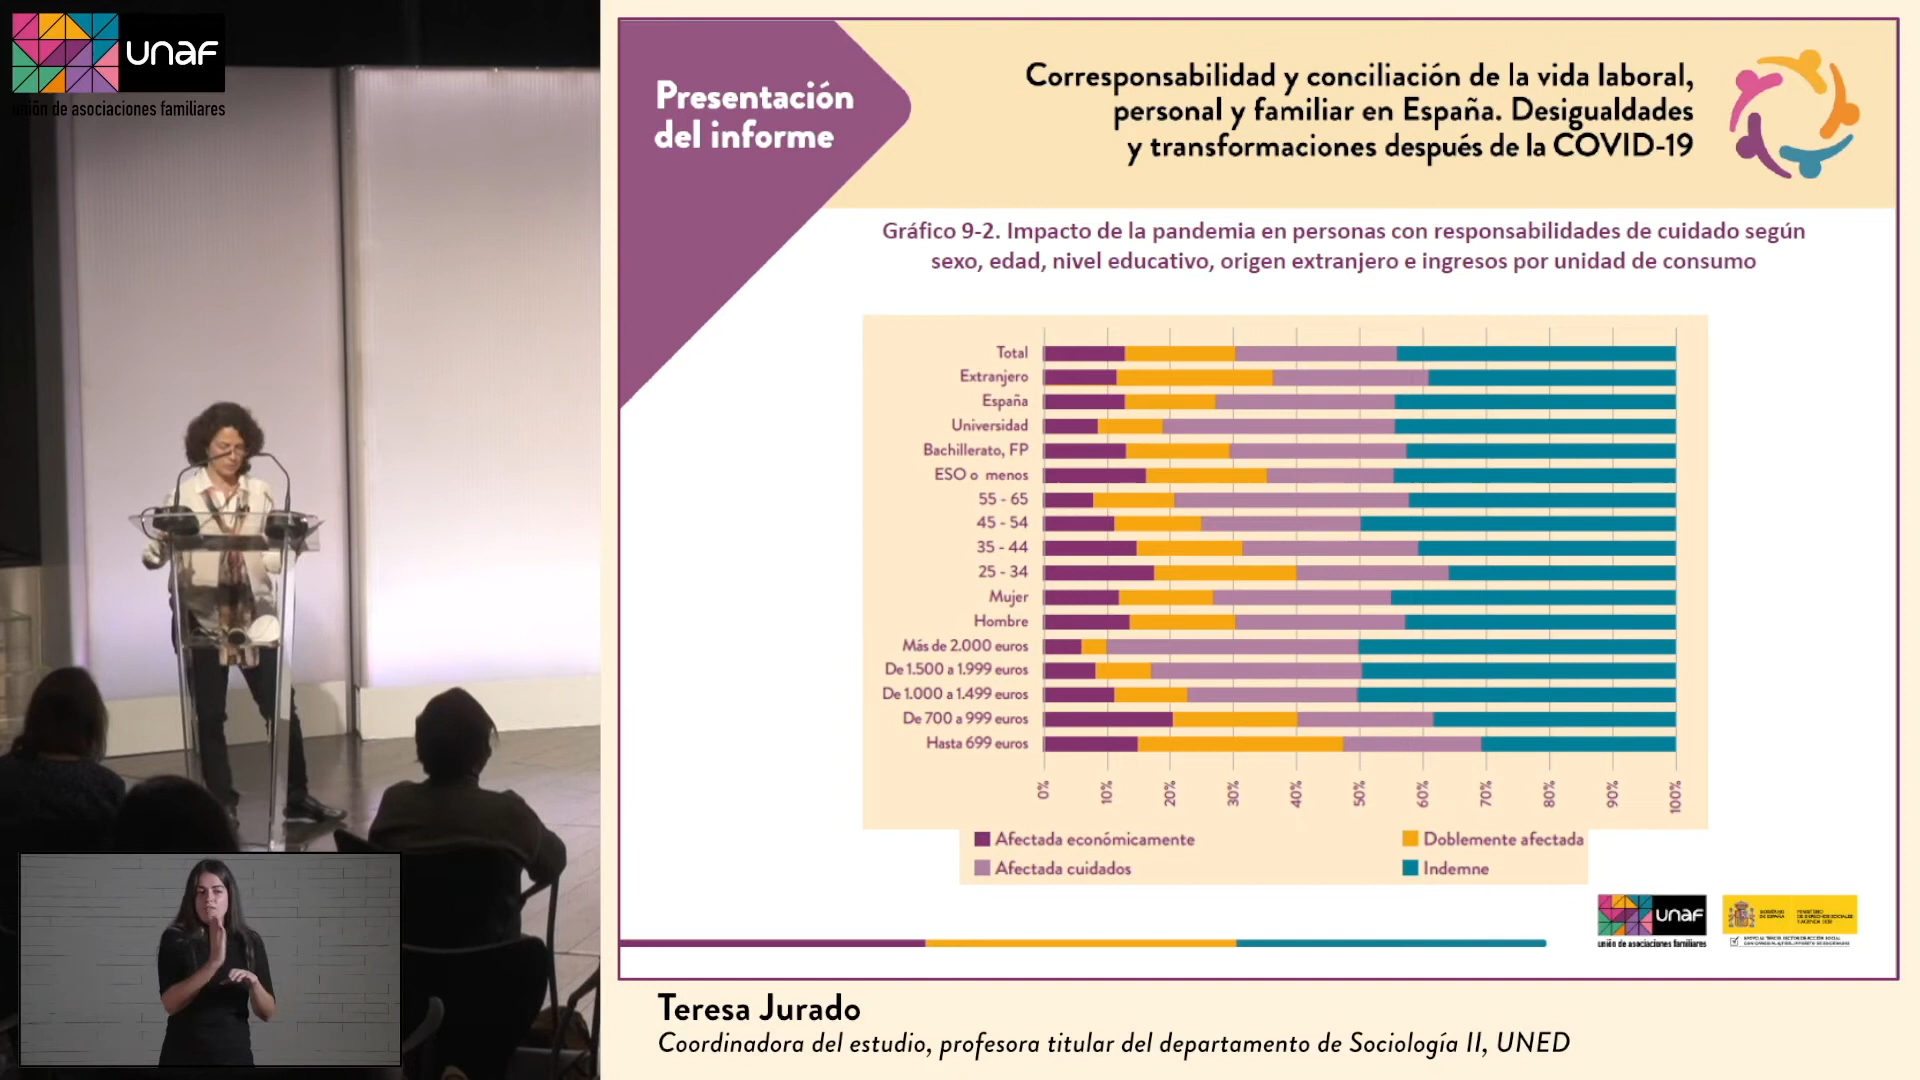 unaf
unión de asociaciones familiares
Presentación
del informe
Corresponsabilidad y conciliación de la vida laboral,
personal y familiar en España. Desigualdades
y transformaciones después de la COVID-19
Gráfico 9-2. Impacto de la pandemia en personas con responsabilidades de cuidado según
sexo, edad, nivel educativo, origen extranjero e ingresos por unidad de consumo
Total
Extranjero
España
Universidad
Bachillerato, FP
ESO o menos
55 - 65
45 - 54
35 - 44
25 - 34
Mujer
Hombre
Más de 2.000 euros
De 1.500 a 1.999 euros
De 1.000 a 1.499 euros
De 700 a 999 euros
Hasta 699 euros
0% 10% 20% 30% 40% 50% 60% 70% 80% 90% 100%
Afectada económicamente
Doblemente afectada
Afectada cuidados
Indemne
unaf
unión de asociaciones familiares
Teresa Jurado
Coordinadora del estudio, profesora titular del departamento de Sociología II, UNED